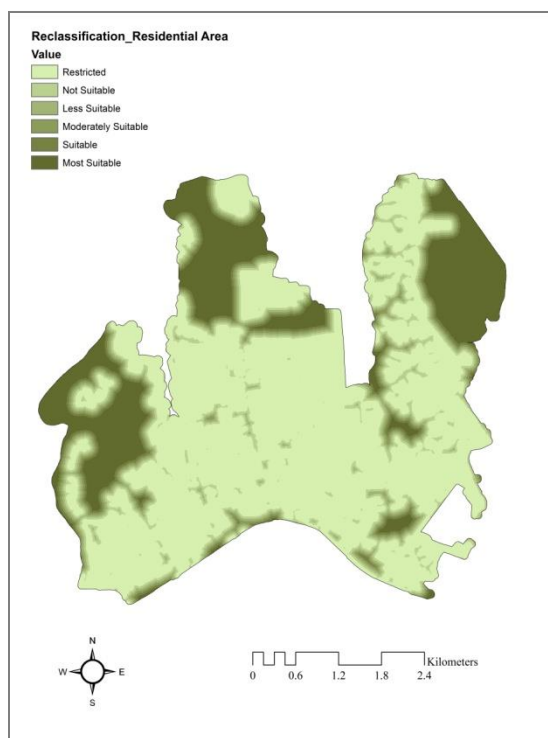 Reclassification_Residential Area
Value
Restricted
Not Suitable
Less Suitable
Moderately Suitable
Suitable
Most Suitable
N
W E
S
Kilometers
0 0.6 1.2 1.8 2.4